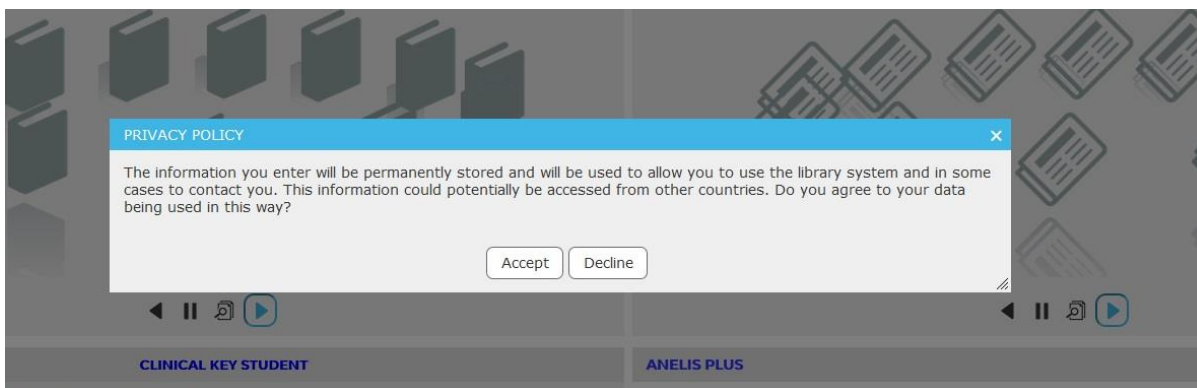 PRIVACY POLICY
The information you enter will be permanently stored and will be used to allow you to use the library system and in some
cases to contact you. This information could potentially be accessed from other countries. Do you agree to your data
being used in this way?
Accept Decline
CLINICAL KEY STUDENT ANELIS PLUS